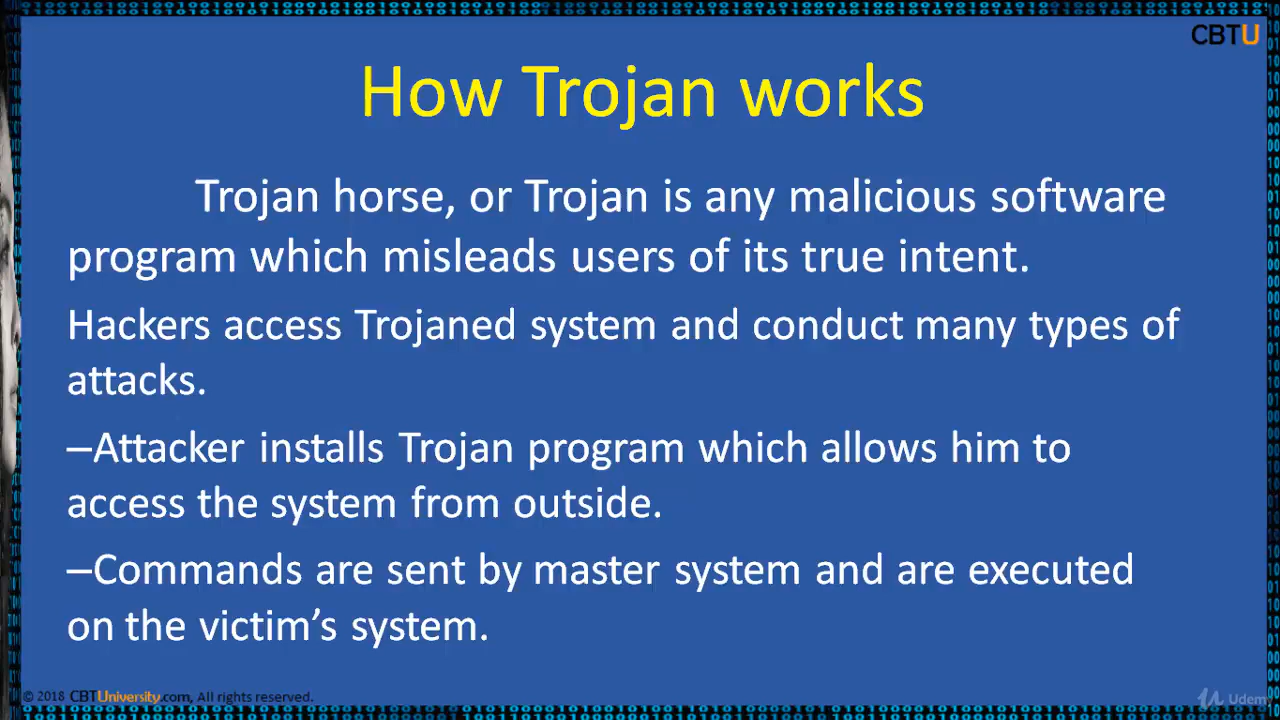 CBTU
How Trojan works
Trojan horse, or Trojan is any malicious software
program which misleads users of its true intent.
Hackers access Trojaned system and conduct many types of
attacks.
–Attacker installs Trojan program which allows him to
access the system from outside.
–Commands are sent by master system and are executed
on the victim’s system.
© 2018 CBTUniversity.com, All rights reserved.